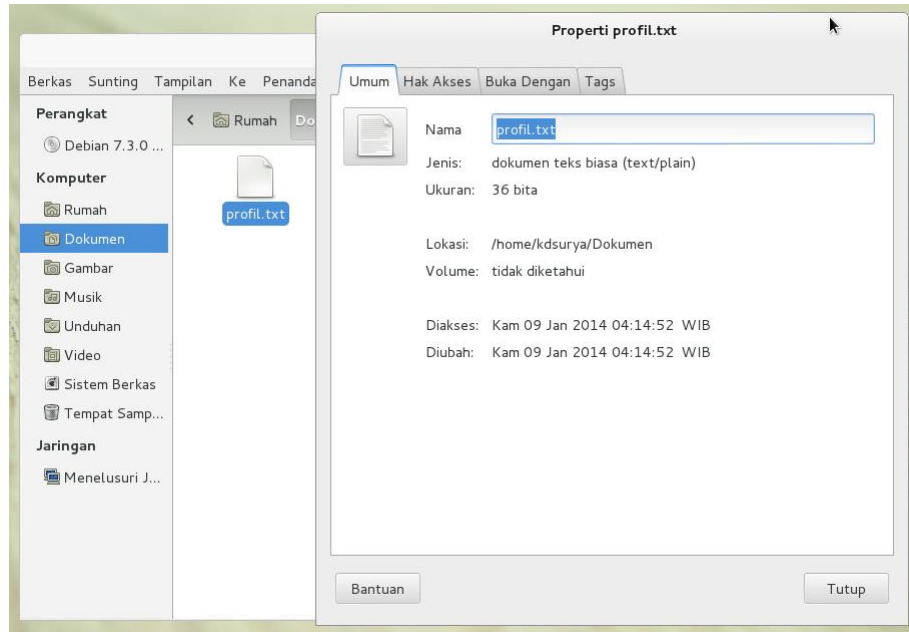 Properti profil.txt
Berkas Sunting Tampilan Ke Penanda
Umum Hak Akses Buka Dengan Tags
Perangkat
Debian 7.3.0 ...
Komputer
Rumah
Dokumen
Gambar
Musik
Unduhan
Video
Sistem Berkas
Tempat Samp...
Jaringan
Menelusuri J...
Rumah Do
profil.txt
Nama profil.txt
Jenis: dokumen teks biasa (text/plain)
Ukuran: 36 bita
Lokasi: /home/kdsurya/Dokumen
Volume: tidak diketahui
Diakses: Kam 09 Jan 2014 04:14:52 WIB
Diubah: Kam 09 Jan 2014 04:14:52 WIB
Bantuan Tutup